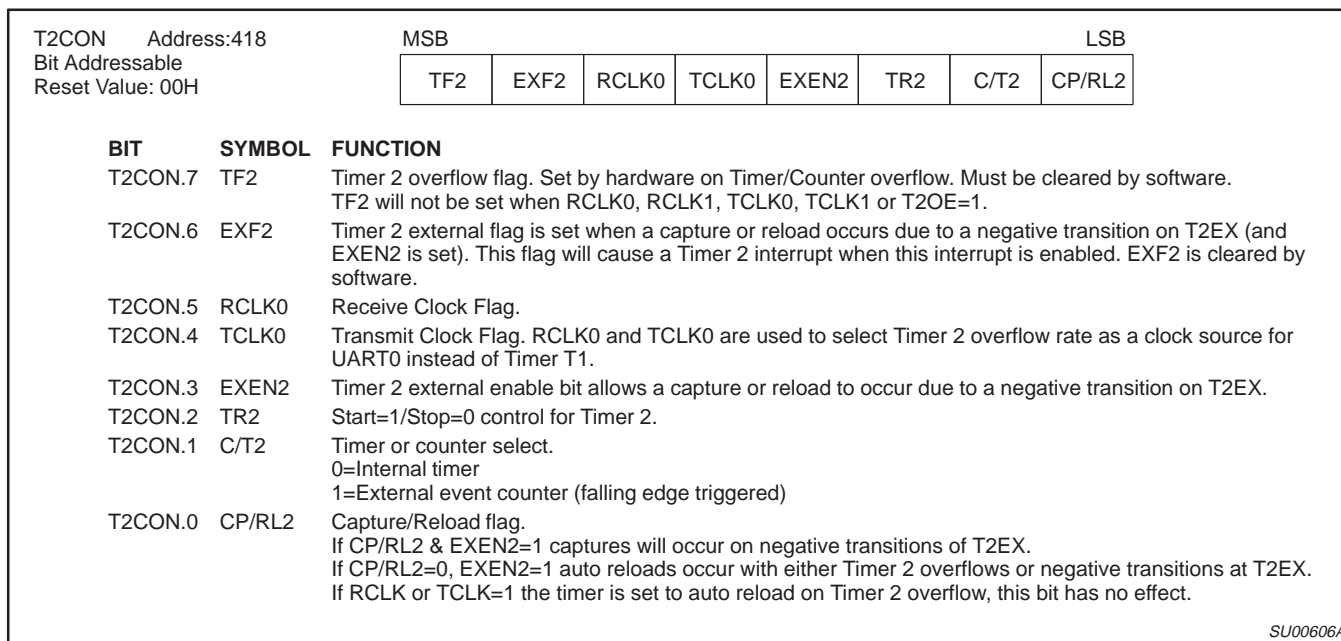 T2CON Address:418 MSB LSB
Bit Addressable
Reset Value: 00H
TF2 EXF2 RCLK0 TCLK0 EXEN2 TR2 C/T2 CP/RL2
BIT SYMBOL FUNCTION
T2CON.7 TF2 Timer 2 overflow flag. Set by hardware on Timer/Counter overflow. Must be cleared by software.
TF2 will not be set when RCLK0, RCLK1, TCLK0, TCLK1 or T2OE=1.
T2CON.6 EXF2 Timer 2 external flag is set when a capture or reload occurs due to a negative transition on T2EX (and
EXEN2 is set). This flag will cause a Timer 2 interrupt when this interrupt is enabled. EXF2 is cleared by
software.
T2CON.5 RCLK0 Receive Clock Flag.
T2CON.4 TCLK0 Transmit Clock Flag. RCLK0 and TCLK0 are used to select Timer 2 overflow rate as a clock source for
UART0 instead of Timer T1.
T2CON.3 EXEN2 Timer 2 external enable bit allows a capture or reload to occur due to a negative transition on T2EX.
T2CON.2 TR2 Start=1/Stop=0 control for Timer 2.
T2CON.1 C/T2 Timer or counter select.
0=Internal timer
1=External event counter (falling edge triggered)
T2CON.0 CP/RL2 Capture/Reload flag.
If CP/RL2 & EXEN2=1 captures will occur on negative transitions of T2EX.
If CP/RL2=0, EXEN2=1 auto reloads occur with either Timer 2 overflows or negative transitions at T2EX.
If RCLK or TCLK=1 the timer is set to auto reload on Timer 2 overflow, this bit has no effect.
SU00606A